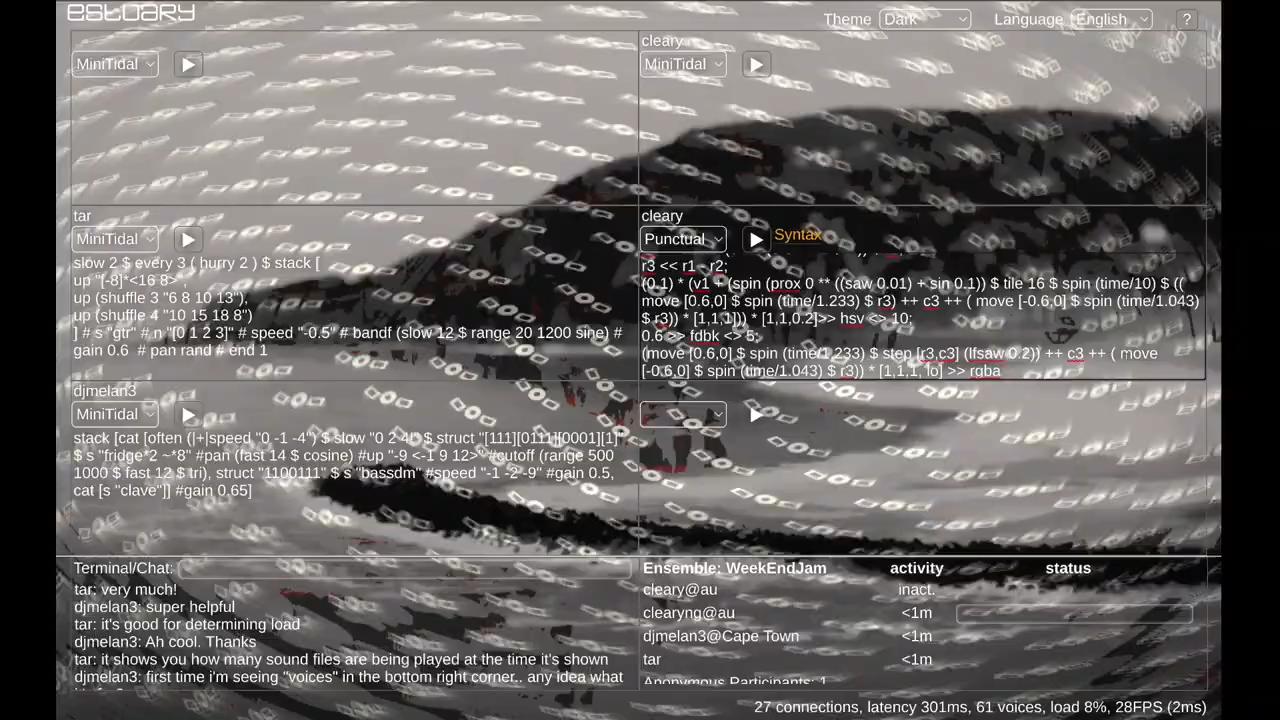 estuary
Theme Dark Language English ?
MiniTidal
cleary
MiniTidal
tar
MiniTidal
slow 2 $ every 3 ( hurry 2 ) $ stack [
up "[-8]*<16 8>",
up (shuffle 3 "6 8 10 13"),
up (shuffle 4 "10 15 18 8")
] # s "gtr" # n "[0 1 2 3]" # speed "-0.5" # bandf (slow 12 $ range 20 1200 sine) #
gain 0.6 # pan rand # end 1
cleary
Punctual Syntax
r3 << r1 - r2;
(0.1) * (v1 + (spin (prox 0 ** ((saw 0.01) + sin 0.1)) $ tile 16 $ spin (time/10) $ ((
move [0.6,0] $ spin (time/1.233) $ r3) ++ c3 ++ ( move [-0.6,0] $ spin (time/1.043)
$ r3)) * [1,1,1])) * [1,1,0.2]>> hsv <> 10;
0.6 >> fdbk <> 5;
(move [0.6,0] $ spin (time/1.233) $ step [r3,c3] (lfsaw 0.2)) ++ c3 ++ ( move
[-0.6,0] $ spin (time/1.043) $ r3)) * [1,1,1, lo] >> rgba
djmelan3
MiniTidal
stack [cat [often (|+|speed "0 -1 -4") $ slow "0 2 4!" $ struct "[111][0111][0001][1]"
$ s "fridge*2 ~*8" #pan (fast 14 $ cosine) #up "-9 <-1 9 12>" #cutoff (range 500
1000 $ fast 12 $ tri), struct "1100111" $ s "bassdm" #speed "-1 -2 -9" #gain 0.5,
cat [s "clave"]] #gain 0.65]
Terminal/Chat:
tar: very much!
djmelan3: super helpful
tar: it's good for determining load
djmelan3: Ah cool. Thanks
tar: it shows you how many sound files are being played at the time it's shown
djmelan3: first time i'm seeing "voices" in the bottom right corner.. any idea what
Ensemble: WeekEndJam activity status
cleary@au inact.
clearyng@au <1m
djmelan3@Cape Town <1m
tar <1m
Anonymous Participants: 1
27 connections, latency 301ms, 61 voices, load 8%, 28FPS (2ms)